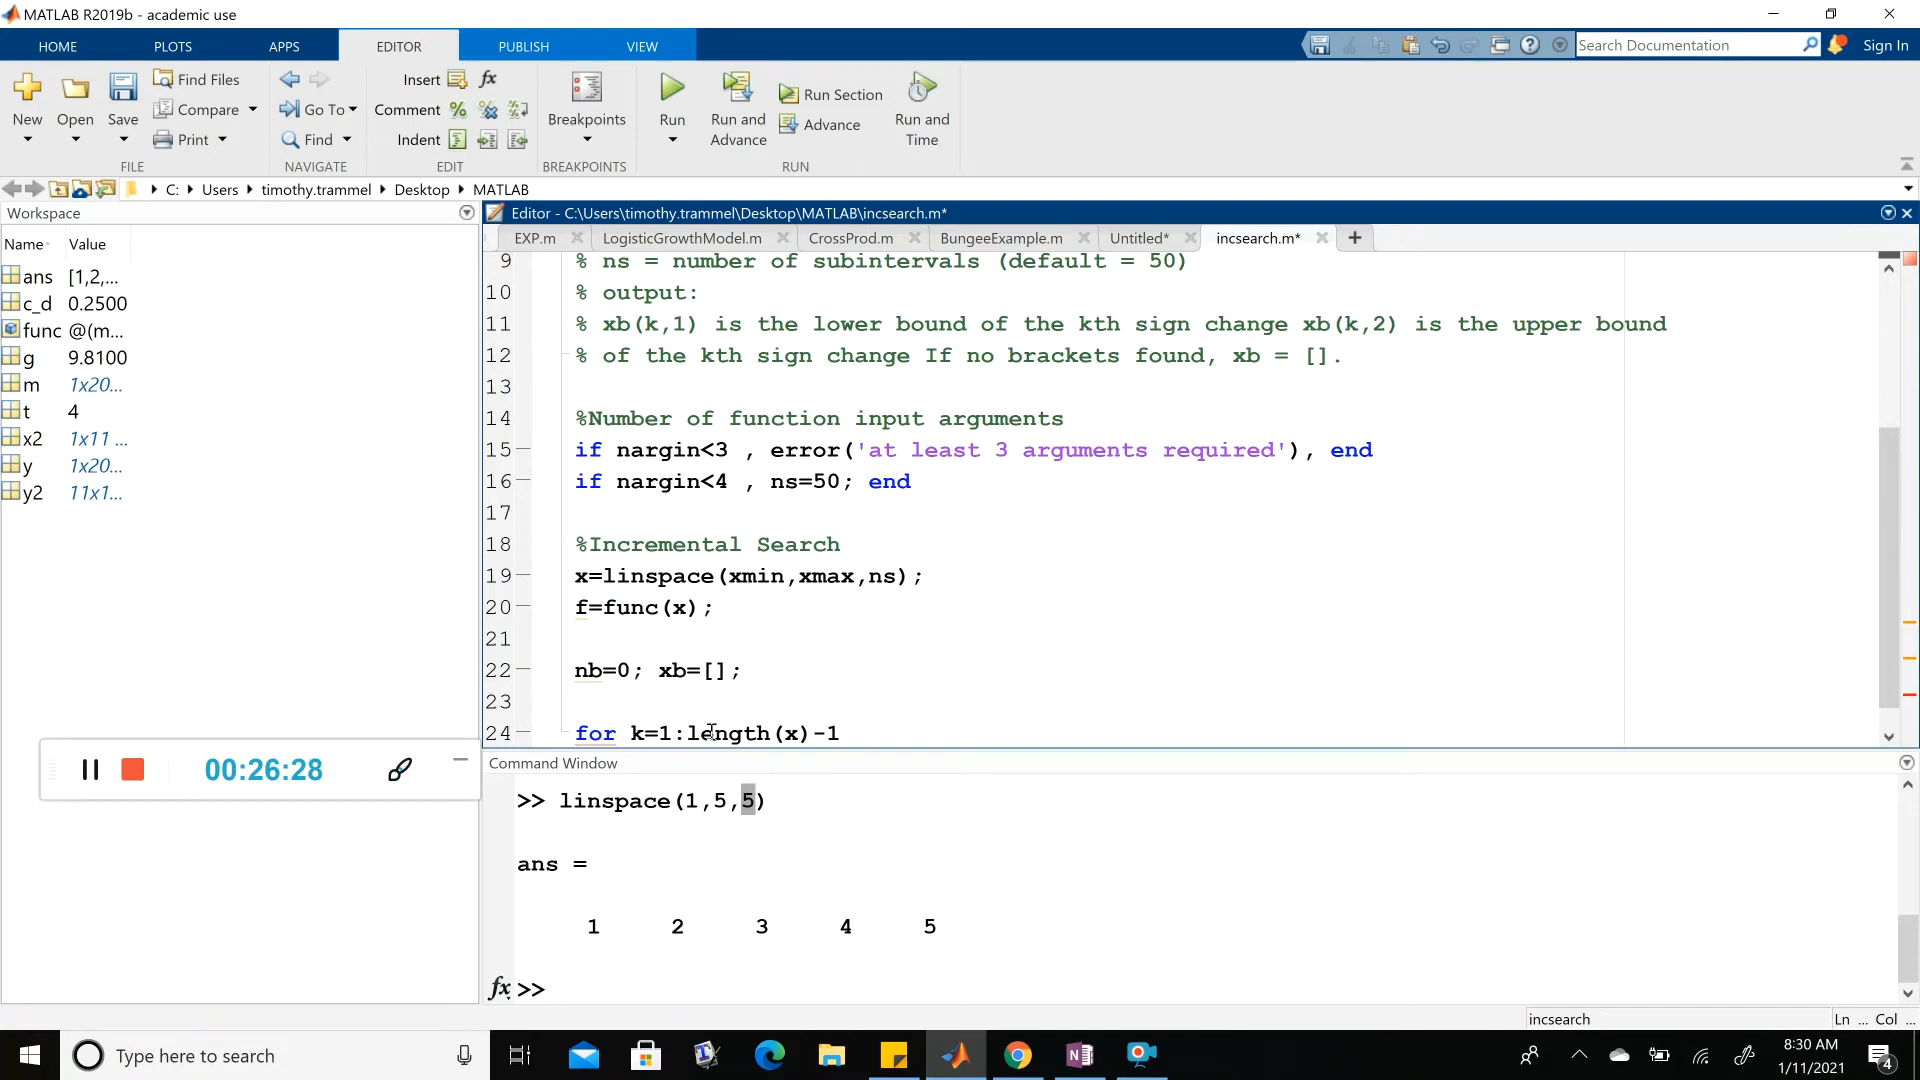 MATLAB R2019b - academic use
HOME PLOTS APPS EDITOR PUBLISH VIEW Search Documentation Sign In
New Open Save Find Files Compare Print
Insert fx Comment Indent
Go To Find
Breakpoints Run Run and Advance Run Section Advance Run and Time
FILE NAVIGATE EDIT BREAKPOINTS RUN
C: Users timothy.trammel Desktop MATLAB
Workspace
Name Value
ans [1,2,...
c_d 0.2500
func @(m...
g 9.8100
m 1x20...
t 4
x2 1x11 ...
y 1x20...
y2 11x1...
00:26:28
Editor - C:\Users\timothy.trammel\Desktop\MATLAB\incsearch.m*
EXP.m LogisticGrowthModel.m CrossProd.m BungeeExample.m Untitled* incsearch.m*
9 % ns = number of subintervals (default = 50)
10 % output:
11 % xb(k,1) is the lower bound of the kth sign change xb(k,2) is the upper bound
12 % of the kth sign change If no brackets found, xb = [].
13
14 %Number of function input arguments
15 if nargin<3 , error('at least 3 arguments required'), end
16 if nargin<4 , ns=50; end
17
18 %Incremental Search
19 x=linspace(xmin,xmax,ns);
20 f=func(x);
21
22 nb=0; xb=[];
23
24 for k=1:length(x)-1
Command Window
>> linspace(1,5,5)
ans =
1 2 3 4 5
fx >>
incsearch Ln ... Col ...
Type here to search
8:30 AM
1/11/2021
4